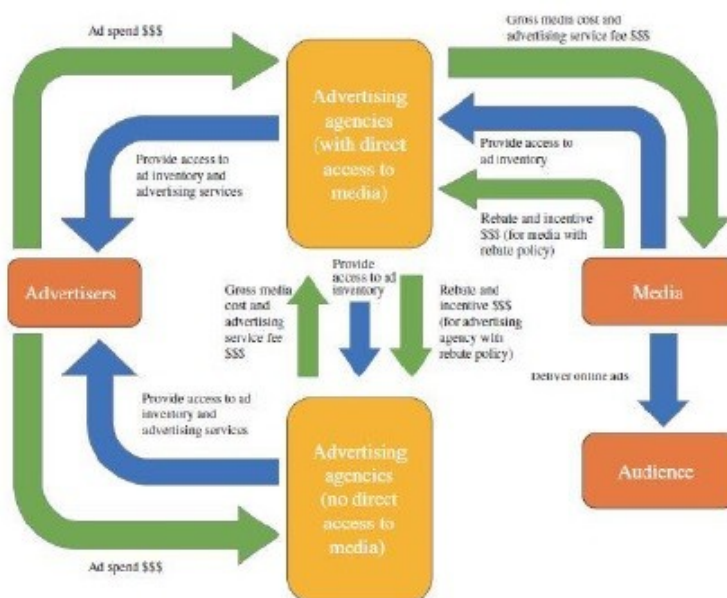 Ad spend $$$
Gross media cost and
advertising service fee $$$
Advertising
agencies
(with direct
access to
media)
Provide access to
ad inventory and
advertising services
Provide access to
ad inventory
Rebate and incentive
$$$ (for media with
rebate policy)
Advertisers
Gross media
cost and
advertising
service fee
$$$
Provide
access to ad
inventory
Rebate and
incentive $$$
(for advertising
agency with
rebate policy)
Media
Deliver online ads
Provide access to ad
inventory and
advertising services
Advertising
agencies
(no direct
access to
media)
Audience
Ad spend $$$